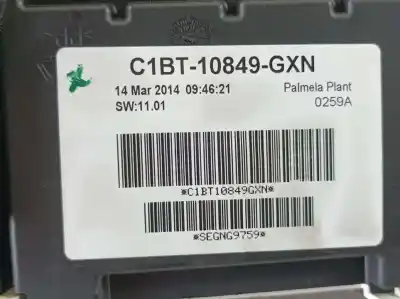 C1BT-10849-GXN
14 Mar 2014 09:46:21 Palmela Plant
SW:11.01 0259A
*C1BT10849GXN*
*SEGNG9759*